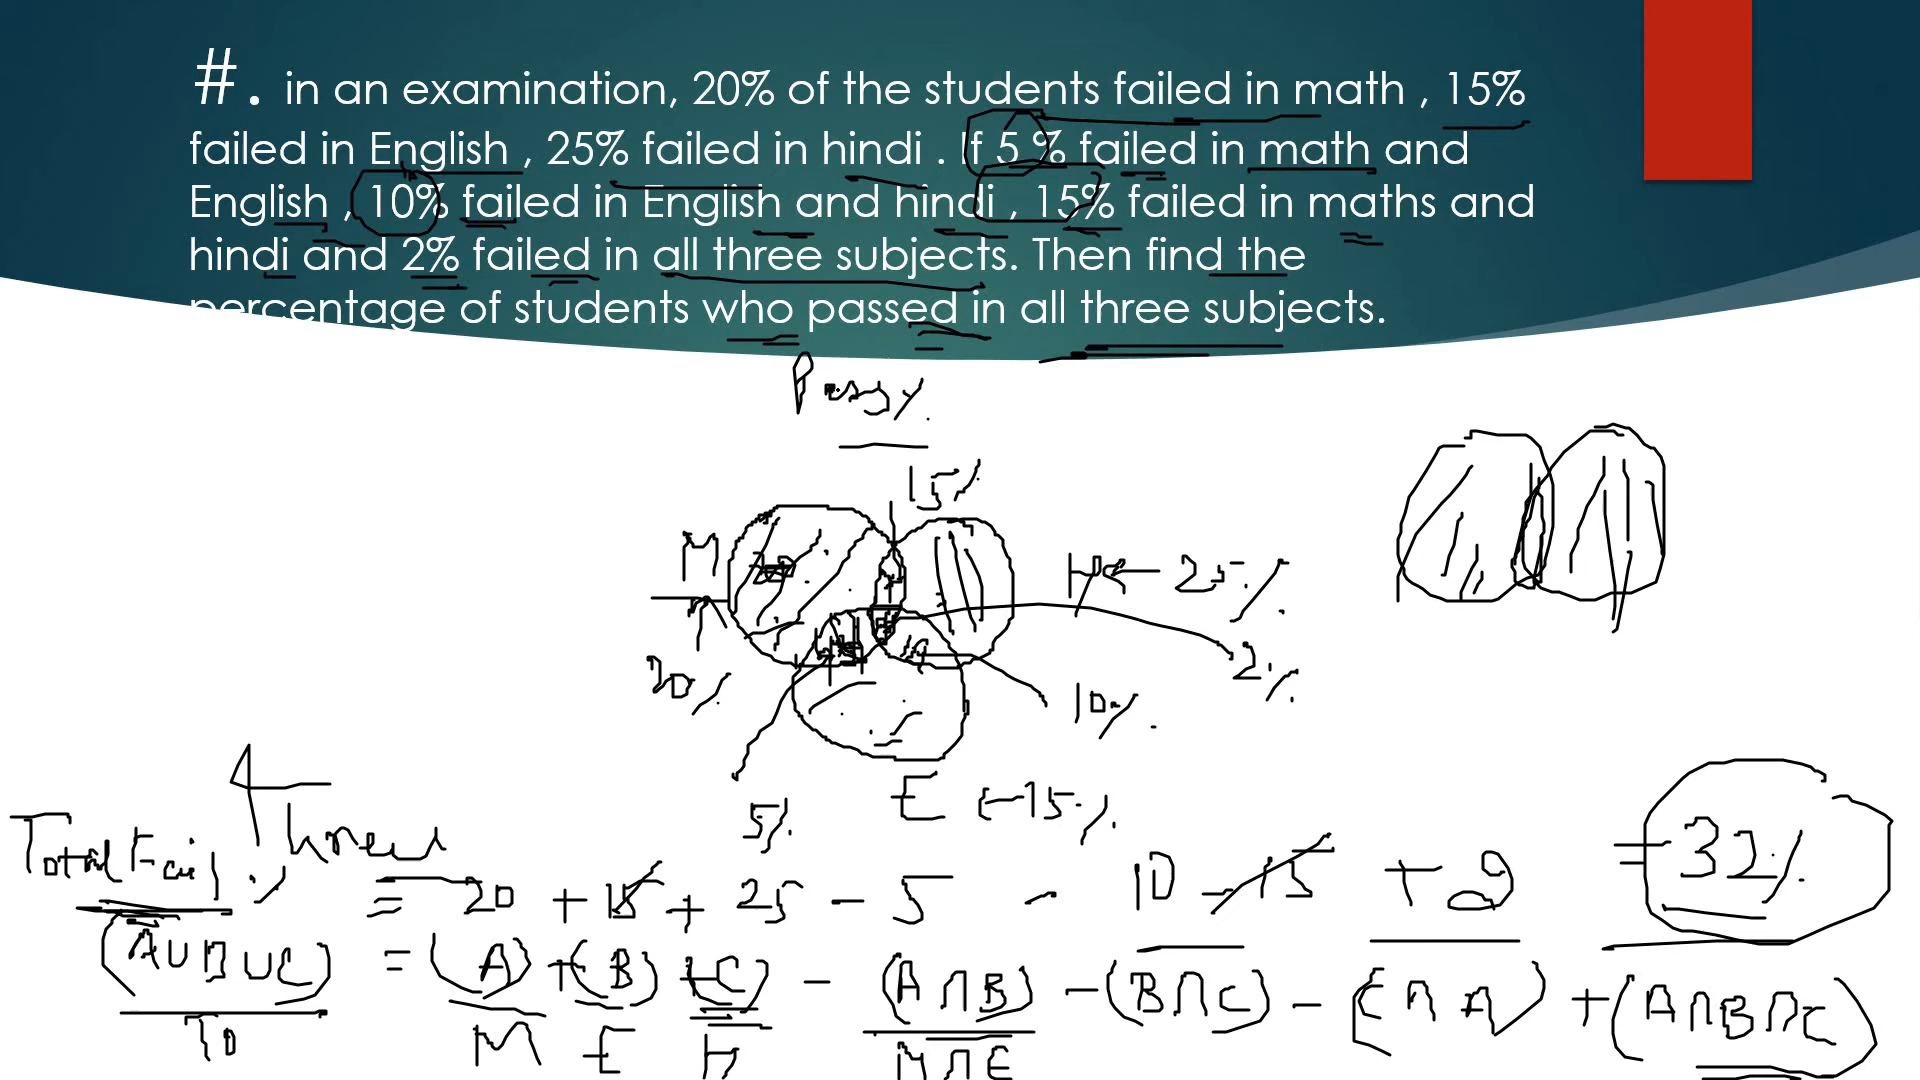 #. in an examination, 20% of the students failed in math , 15%
failed in English , 25% failed in hindi . If 5 % failed in math and
English , 10% failed in English and hindi , 15% failed in maths and
hindi and 2% failed in all three subjects. Then find the
percentage of students who passed in all three subjects.
15%
M
H ← 25%
20%
2%
10%
5%
E ← 15%
Total Fail
= 20 + 15 + 25 - 5 - 10 - 15 + 2 = 32%
(A∪B∪C) = (A) + (B) + (C) - (A∩B) - (B∩C) - (C∩A) + (A∩B∩C)
M E H M∩E